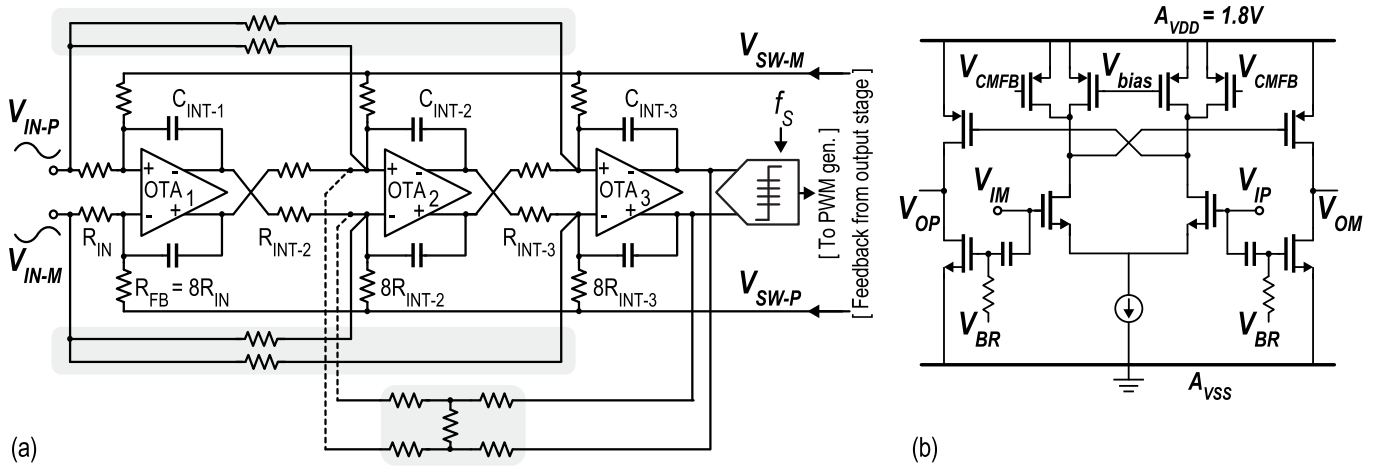 V_SW-M
A_VDD = 1.8V
V_CMFB
V_bias
V_CMFB
C_INT-1
C_INT-2
C_INT-3
f_S
V_IN-P
+ -
OTA_1
- +
+ -
OTA_2
- +
+ -
OTA_3
- +
[To PWM gen.]
[ Feedback from output stage ]
V_IM
V_IP
V_OP
V_OM
R_IN
R_INT-2
R_INT-3
V_IN-M
R_FB = 8R_IN
8R_INT-2
8R_INT-3
V_SW-P
V_BR
V_BR
A_VSS
(a)
(b)